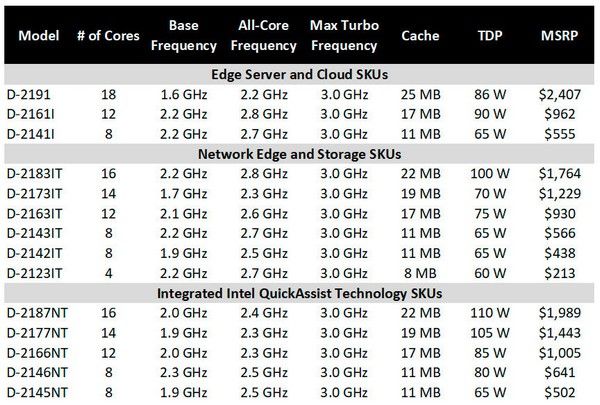 Model # of Cores Base Frequency All-Core Frequency Max Turbo Frequency Cache TDP MSRP
Edge Server and Cloud SKUs
D-2191 18 1.6 GHz 2.2 GHz 3.0 GHz 25 MB 86 W $2,407
D-2161I 12 2.2 GHz 2.8 GHz 3.0 GHz 17 MB 90 W $962
D-2141I 8 2.2 GHz 2.7 GHz 3.0 GHz 11 MB 65 W $555
Network Edge and Storage SKUs
D-2183IT 16 2.2 GHz 2.8 GHz 3.0 GHz 22 MB 100 W $1,764
D-2173IT 14 1.7 GHz 2.3 GHz 3.0 GHz 19 MB 70 W $1,229
D-2163IT 12 2.1 GHz 2.6 GHz 3.0 GHz 17 MB 75 W $930
D-2143IT 8 2.2 GHz 2.7 GHz 3.0 GHz 11 MB 65 W $566
D-2142IT 8 1.9 GHz 2.5 GHz 3.0 GHz 11 MB 65 W $438
D-2123IT 4 2.2 GHz 2.7 GHz 3.0 GHz 8 MB 60 W $213
Integrated Intel QuickAssist Technology SKUs
D-2187NT 16 2.0 GHz 2.4 GHz 3.0 GHz 22 MB 110 W $1,989
D-2177NT 14 1.9 GHz 2.3 GHz 3.0 GHz 19 MB 105 W $1,443
D-2166NT 12 2.0 GHz 2.3 GHz 3.0 GHz 17 MB 85 W $1,005
D-2146NT 8 2.3 GHz 2.5 GHz 3.0 GHz 11 MB 80 W $641
D-2145NT 8 1.9 GHz 2.5 GHz 3.0 GHz 11 MB 65 W $502